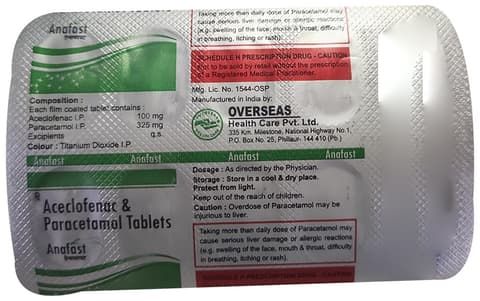 Anafast
Composition :
Each film coated tablet contains :
Aceclofenac I.P. 100 mg
Paracetamol I.P. 325 mg
Excipients q.s.
Colour : Titanium Dioxide I.P.
Taking more than daily dose of Paracetamol may
cause serious liver damage or allergic reactions
(e.g. swelling of the face, mouth & throat, difficulty
in breathing, itching or rash).
SCHEDULE H PRESCRIPTION DRUG - CAUTION
Not to be sold by retail without the prescription
of a Registered Medical Practitioner.
Mfg. Lic. No. 1544-OSP
Manufactured in India by:
OVERSEAS
Health Care Pvt. Ltd.
335 Km. Milestone, National Highway No.1,
P.O. Box No. 25, Phillaur- 144 410 (Pb.)
Anafast Anafast Anafast Anafast
Aceclofenac &
Paracetamol Tablets
Anafast
Dosage : As directed by the Physician.
Storage : Store in a cool & dry place.
Protect from light.
Keep out of the reach of children.
Caution : Overdose of Paracetamol may be
injurious to liver.
Taking more than daily dose of Paracetamol may
cause serious liver damage or allergic reactions
(e.g. swelling of the face, mouth & throat, difficulty
in breathing, itching or rash).
SCHEDULE H PRESCRIPTION DRUG - CAUTION